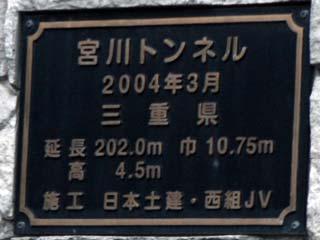 宮川トンネル
2004年3月
三重県
延長 202.0m 巾 10.75m
高 4.5m
施工 日本土建・西組JV